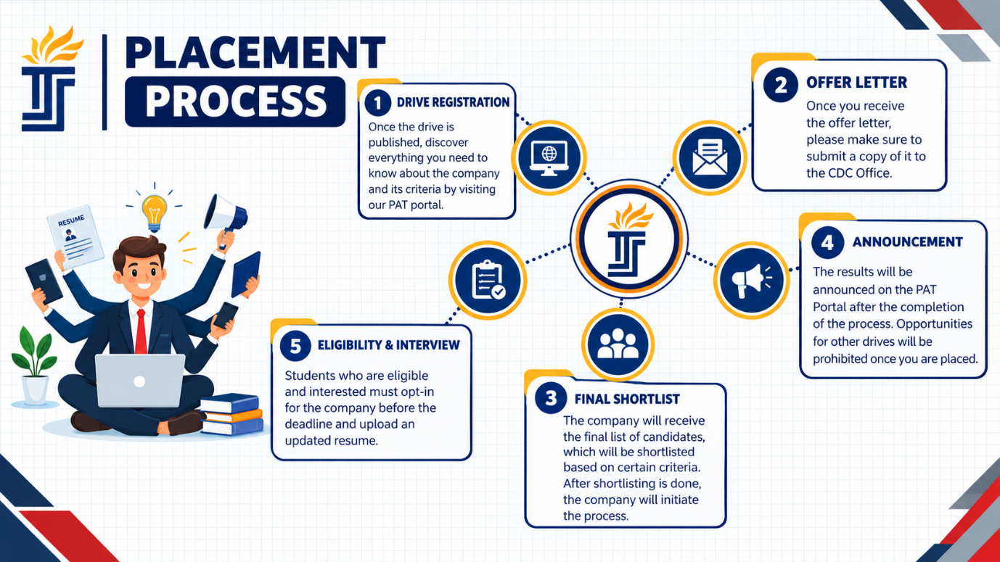 PLACEMENT
PROCESS
RESUME
1 DRIVE REGISTRATION
Once the drive is
published, discover
everything you need to
know about the company
and its criteria by visiting
our PAT portal.
2 OFFER LETTER
Once you receive
the offer letter,
please make sure to
submit a copy of it to
the CDC Office.
3 FINAL SHORTLIST
The company will receive
the final list of candidates,
which will be shortlisted
based on certain criteria.
After shortlisting is done,
the company will initiate
the process.
4 ANNOUNCEMENT
The results will be
announced on the PAT
Portal after the completion
of the process. Opportunities
for other drives will be
prohibited once you are placed.
5 ELIGIBILITY & INTERVIEW
Students who are eligible
and interested must opt-in
for the company before the
deadline and upload an
updated resume.